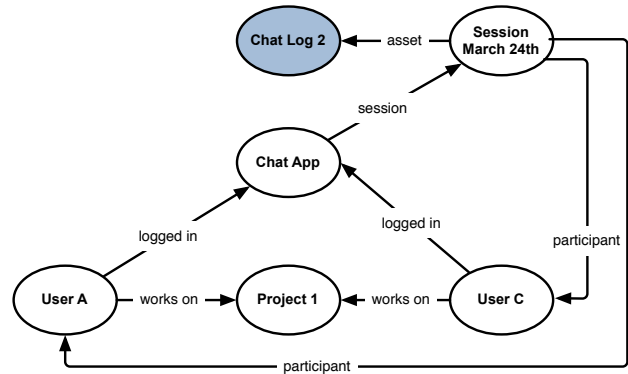 Chat Log 2
asset
Session
March 24th
session
Chat App
logged in
logged in
participant
User A
works on
Project 1
works on
User C
participant